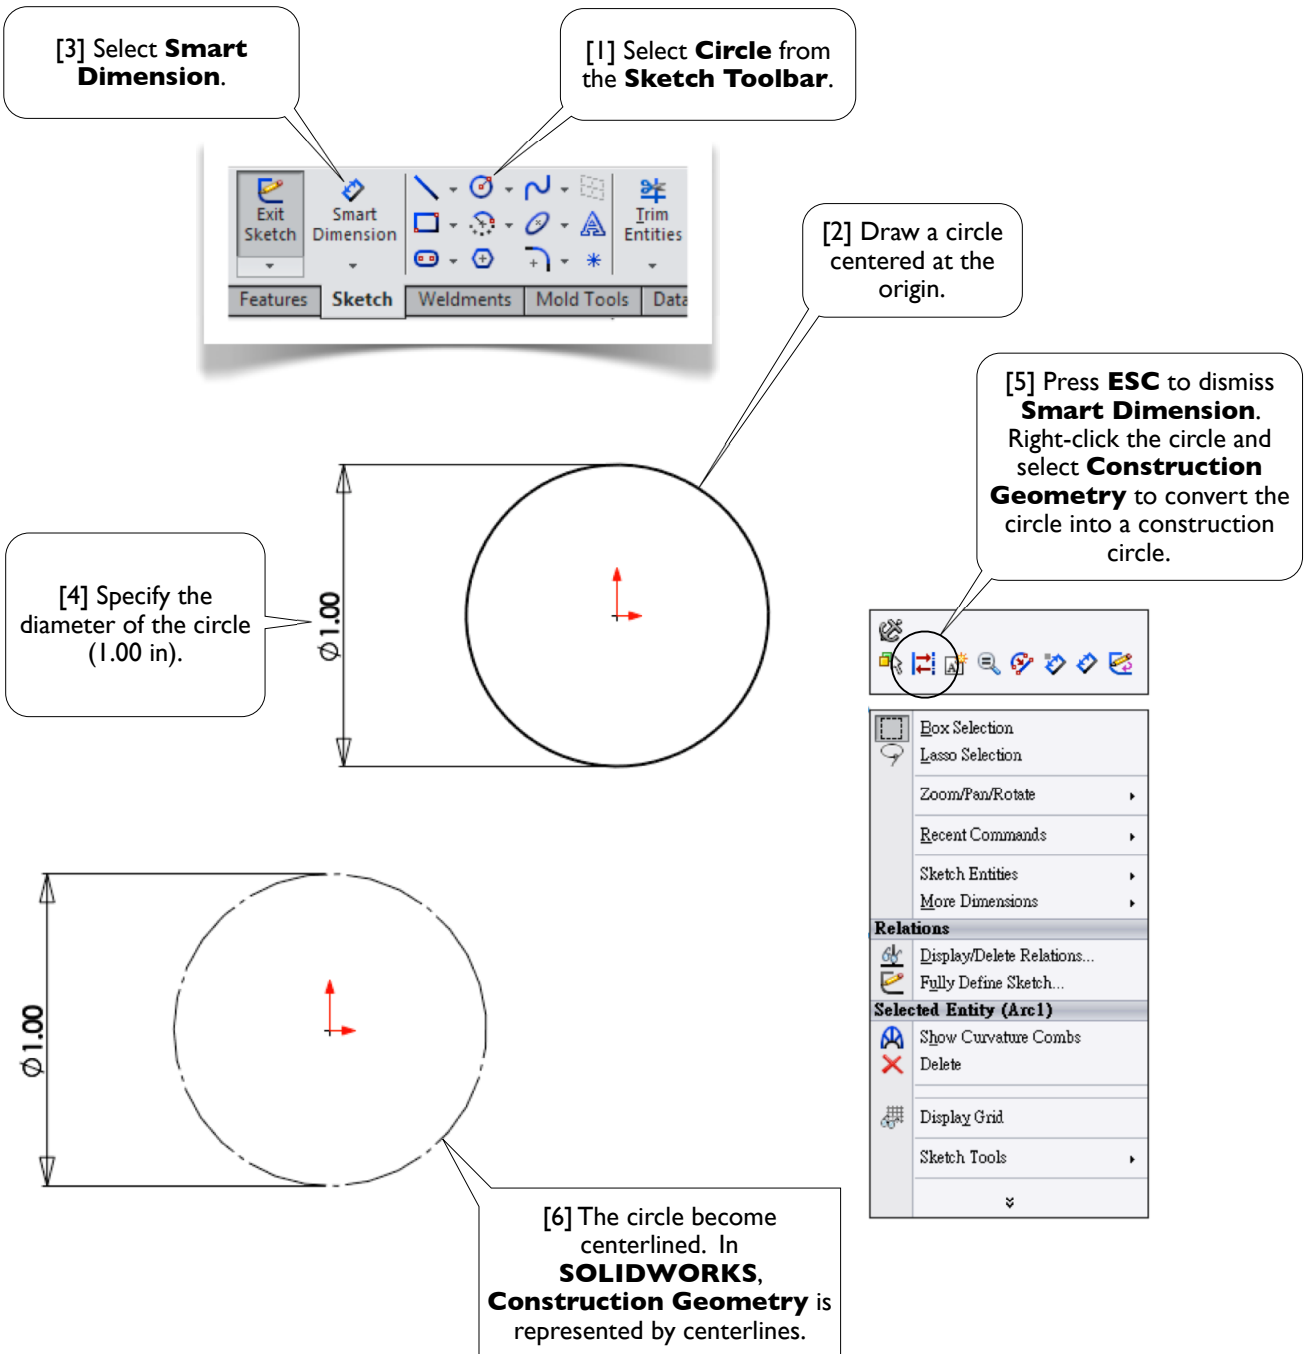 [3] Select Smart
Dimension.
[1] Select Circle from
the Sketch Toolbar.
Exit
Sketch
Smart
Dimension
Trim
Entities
Features
Sketch
Weldments
Mold Tools
Data
[2] Draw a circle
centered at the
origin.
[5] Press ESC to dismiss
Smart Dimension.
Right-click the circle and
select Construction
Geometry to convert the
circle into a construction
circle.
[4] Specify the
diameter of the circle
(1.00 in).
∅1.00
Box Selection
Lasso Selection
Zoom/Pan/Rotate
Recent Commands
Sketch Entities
More Dimensions
Relations
Display/Delete Relations...
Fully Define Sketch...
Selected Entity (Arc1)
Show Curvature Combs
Delete
Display Grid
Sketch Tools
∅1.00
[6] The circle become
centerlined. In
SOLIDWORKS,
Construction Geometry is
represented by centerlines.